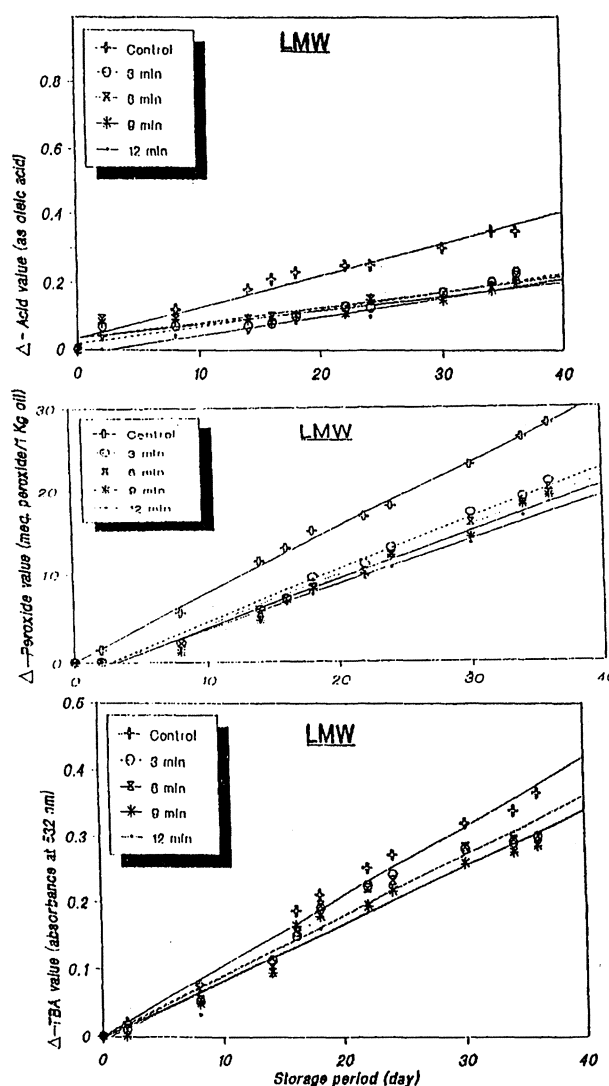 LMW
Control
3 min
6 min
9 min
12 min
Δ - Acid value (as oleic acid)
0.8
0.6
0.4
0.2
0
0 10 20 30 40
LMW
Control
3 min
6 min
9 min
12 min
Δ-Peroxide value (meq. peroxide/1 Kg oil)
30
20
10
0
0 10 20 30 40
LMW
Control
3 min
6 min
9 min
12 min
Δ-TBA value (absorbance at 532 nm)
0.5
0.4
0.3
0.2
0.1
0
0 10 20 30 40
Storage period (day)